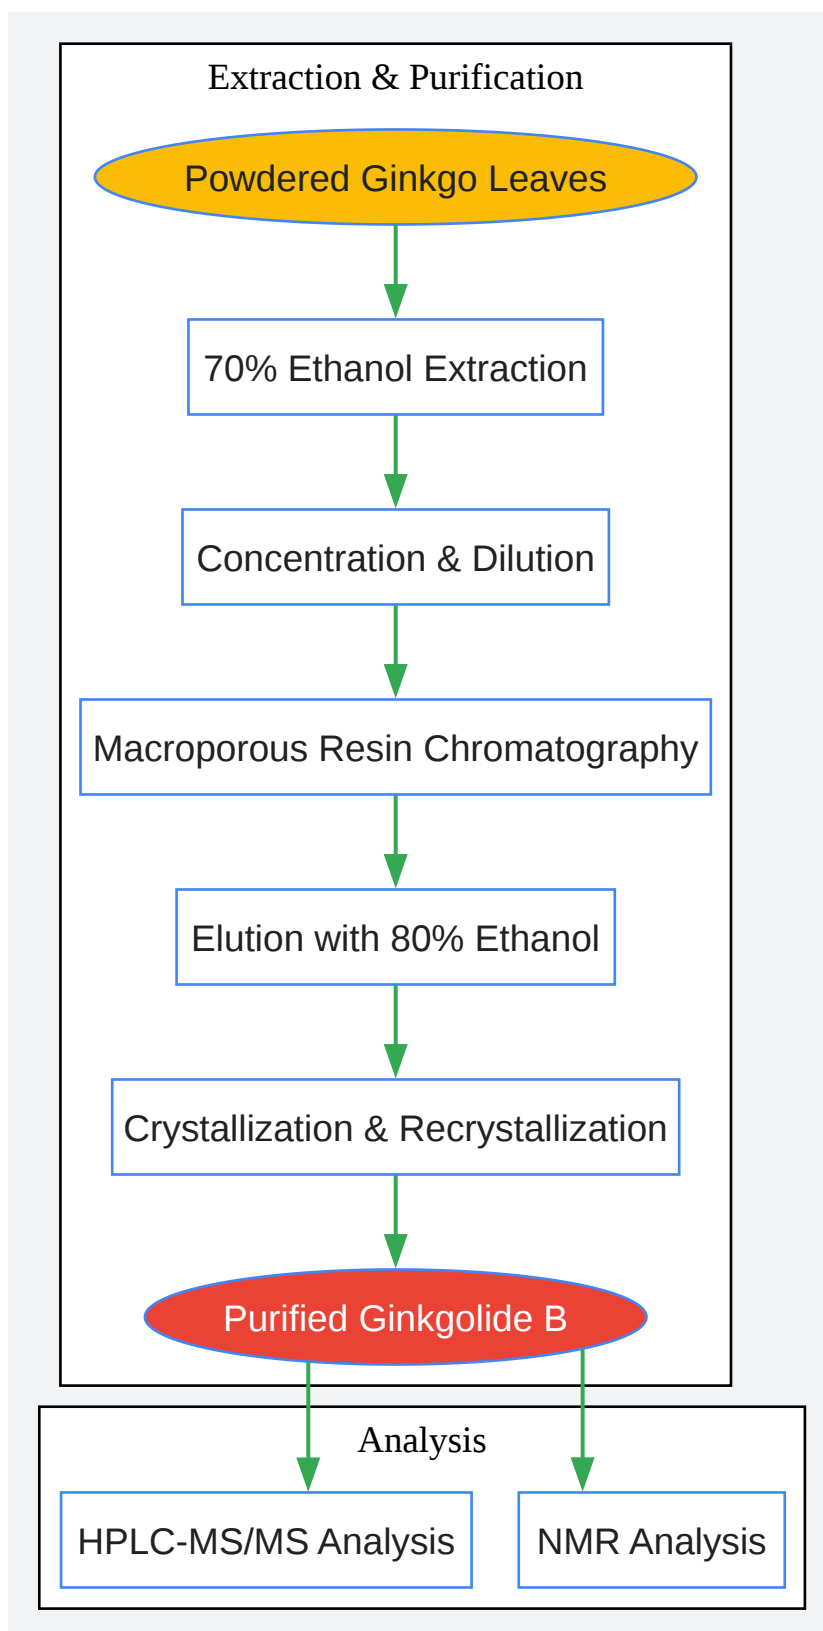 Extraction & Purification
Powdered Ginkgo Leaves
70% Ethanol Extraction
Concentration & Dilution
Macroporous Resin Chromatography
Elution with 80% Ethanol
Crystallization & Recrystallization
Purified Ginkgolide B
Analysis
HPLC-MS/MS Analysis
NMR Analysis